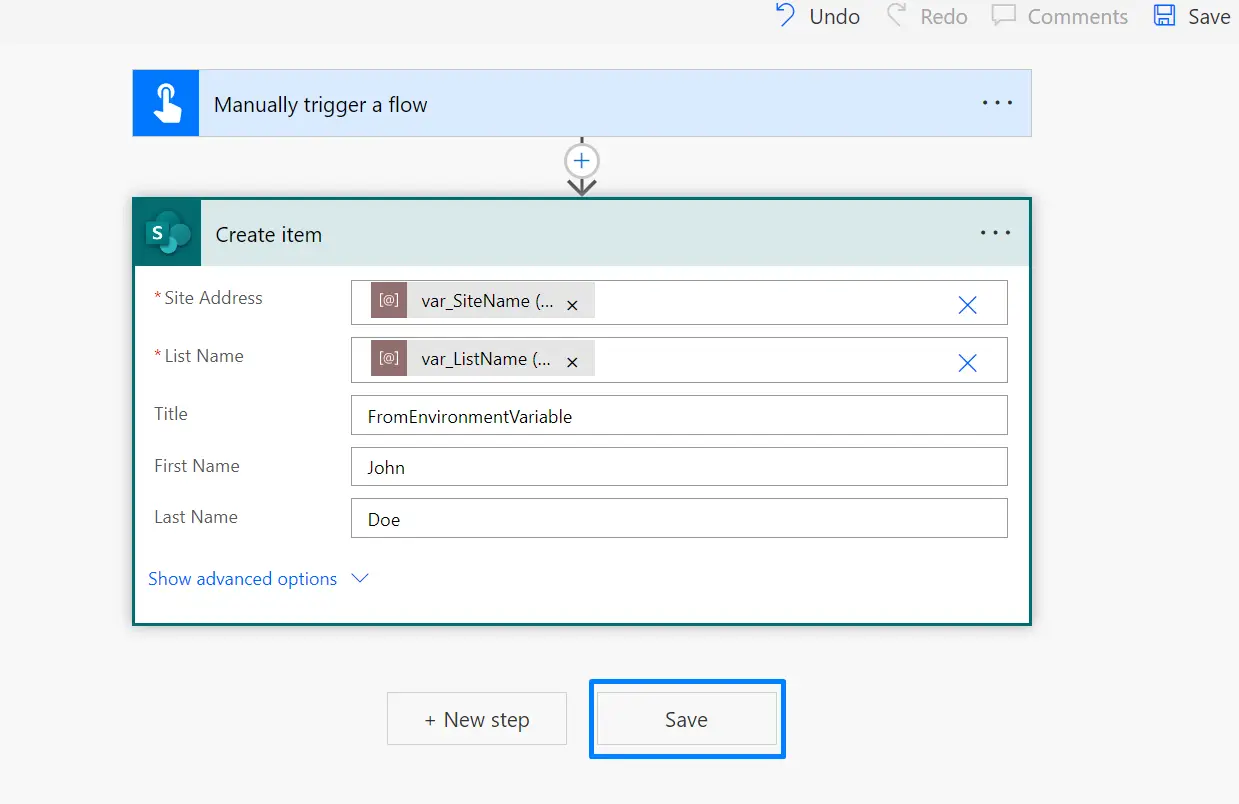 Undo Redo Comments Save
Manually trigger a flow ...
S Create item ...
* Site Address [@] var_SiteName (... ×
* List Name [@] var_ListName (... ×
Title FromEnvironmentVariable
First Name John
Last Name Doe
Show advanced options
+ New step Save